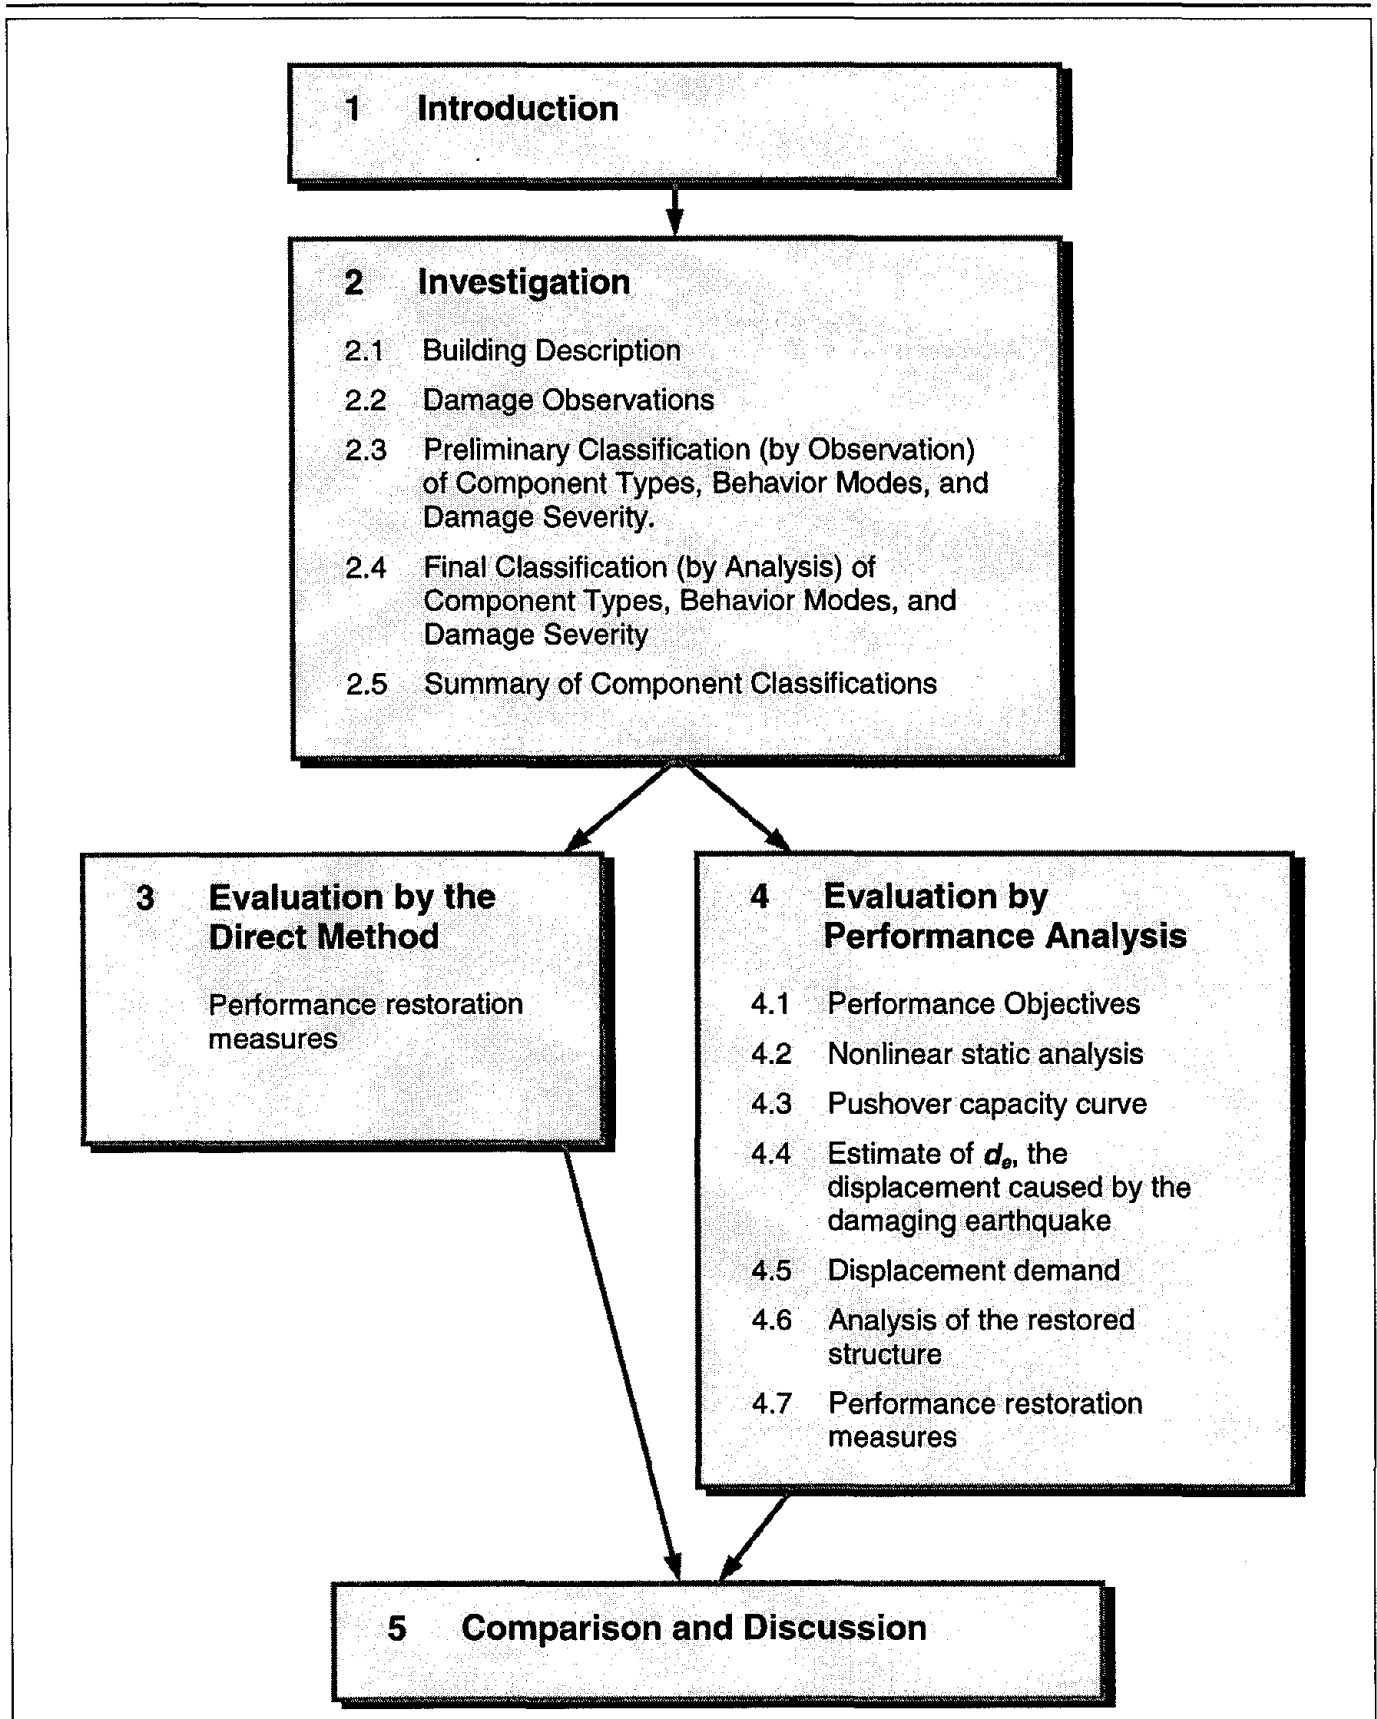 1 Introduction
2 Investigation
2.1 Building Description
2.2 Damage Observations
2.3 Preliminary Classification (by Observation)
of Component Types, Behavior Modes, and
Damage Severity.
2.4 Final Classification (by Analysis) of
Component Types, Behavior Modes, and
Damage Severity
2.5 Summary of Component Classifications
3 Evaluation by the
Direct Method
Performance restoration
measures
4 Evaluation by
Performance Analysis
4.1 Performance Objectives
4.2 Nonlinear static analysis
4.3 Pushover capacity curve
4.4 Estimate of dₑ, the
displacement caused by the
damaging earthquake
4.5 Displacement demand
4.6 Analysis of the restored
structure
4.7 Performance restoration
measures
5 Comparison and Discussion